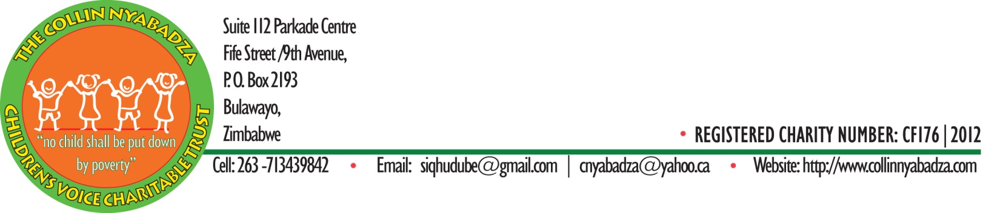 THE COLLIN NYABADZA
CHILDREN'S VOICE CHARITABLE TRUST
“no child shall be put down
by poverty”
Suite 112 Parkade Centre
Fife Street /9th Avenue,
P. O. Box 2193
Bulawayo,
Zimbabwe
• REGISTERED CHARITY NUMBER: CF176 | 2012
Cell: 263 -713439842 • Email: siqhudube@gmail.com | cnyabadza@yahoo.ca • Website: http://www.collinnyabadza.com